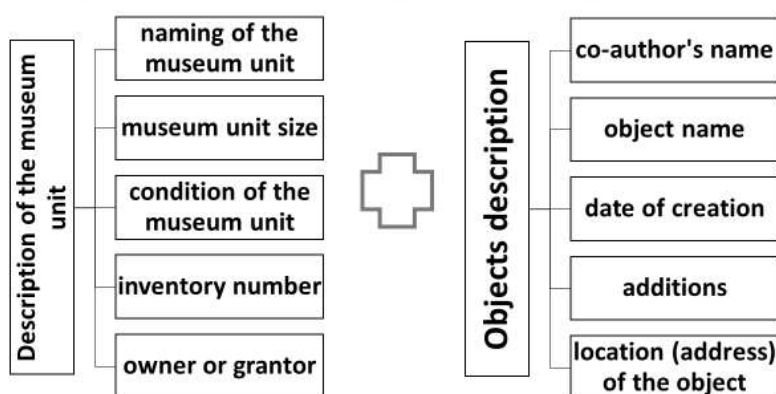 Description of the museum
unit
naming of the
museum unit
museum unit size
condition of the
museum unit
inventory number
owner or grantor
Objects description
co-author's name
object name
date of creation
additions
location (address)
of the object